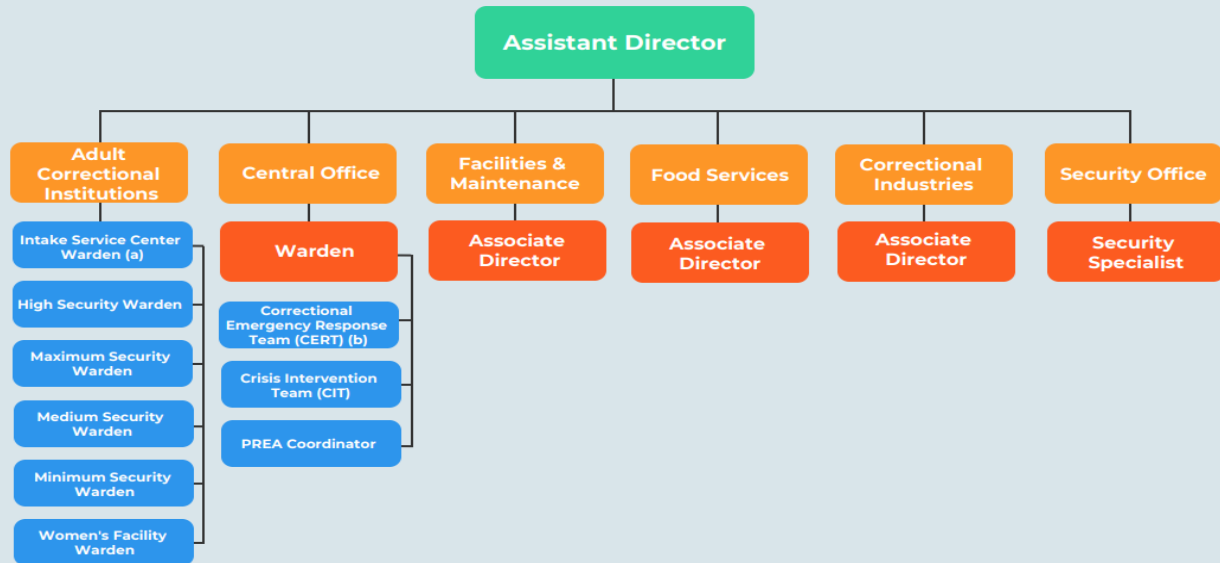 Assistant Director
Adult
Correctional
Institutions
Central Office
Facilities &
Maintenance
Food Services
Correctional
Industries
Security Office
Intake Service Center
Warden (a)
High Security Warden
Maximum Security
Warden
Medium Security
Warden
Minimum Security
Warden
Women's Facility
Warden
Warden
Correctional
Emergency Response
Team (CERT) (b)
Crisis Intervention
Team (CIT)
PREA Coordinator
Associate
Director
Associate
Director
Associate
Director
Security
Specialist